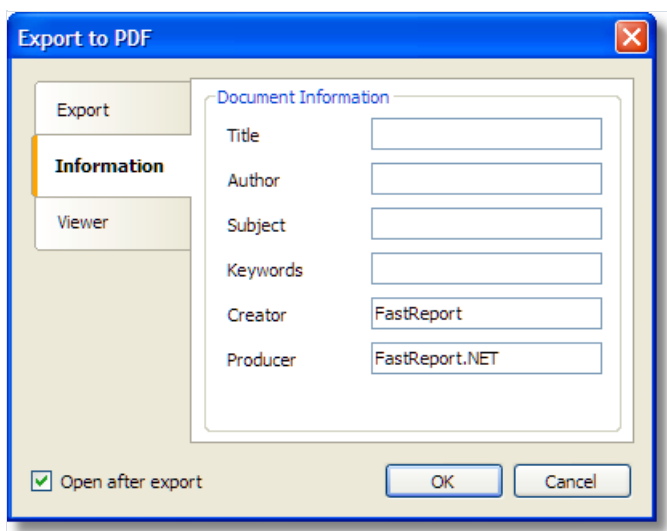 Export to PDF
Export
Information
Viewer
Document Information
Title
Author
Subject
Keywords
Creator FastReport
Producer FastReport.NET
Open after export
OK Cancel